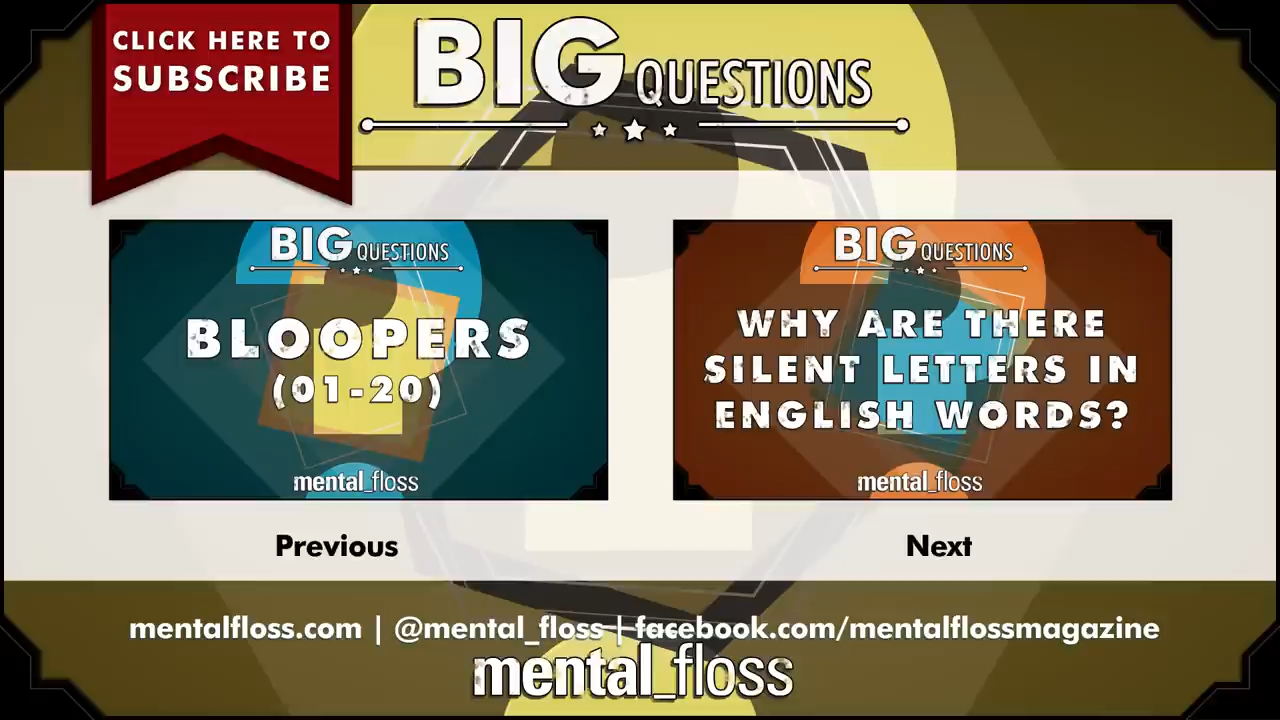 CLICK HERE TO
SUBSCRIBE
BIG QUESTIONS
BIG QUESTIONS
BLOOPERS
(01-20)
mental_floss
Previous
BIG QUESTIONS
WHY ARE THERE
SILENT LETTERS IN
ENGLISH WORDS?
mental_floss
Next
mentalfloss.com | @mental_floss | facebook.com/mentalflossmagazine
mental_floss